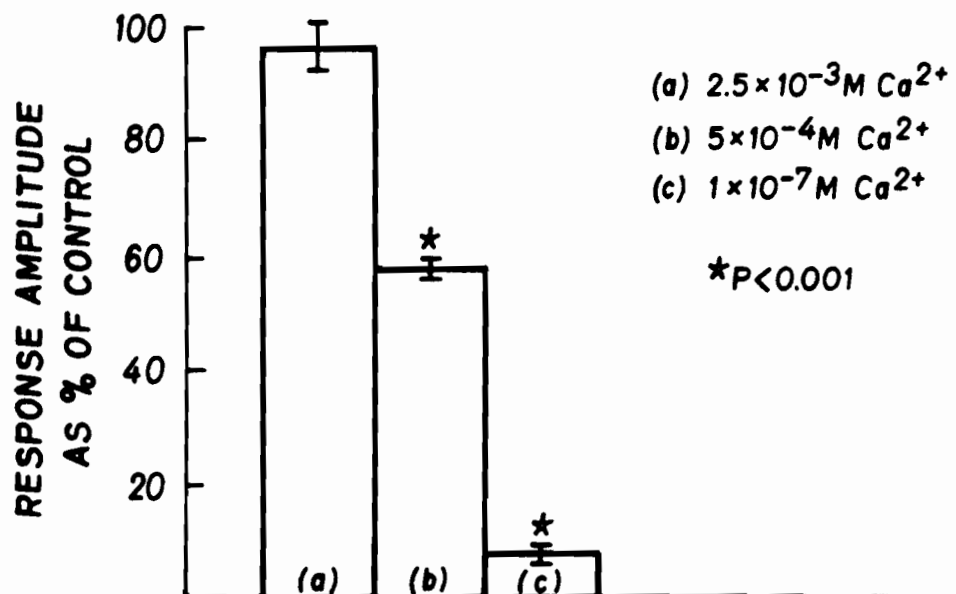 RESPONSE AMPLITUDE
AS % OF CONTROL
100
80
60
40
20
(a) 2.5×10⁻³M Ca²⁺
(b) 5×10⁻⁴M Ca²⁺
(c) 1×10⁻⁷M Ca²⁺
*P<0.001
*
*
(a) (b) (c)